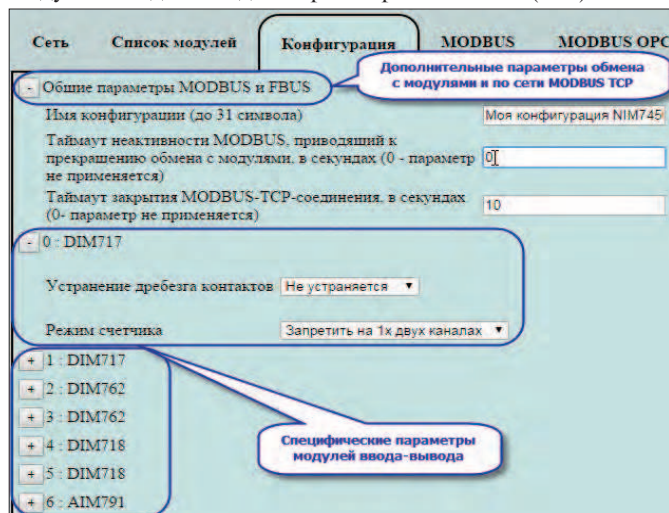 Сеть Список модулей Конфигурация MODBUS MODBUS OPC
Дополнительные параметры обмена
с модулями и по сети MODBUS TCP
- Общие параметры MODBUS и FBUS
Имя конфигурации (до 31 символа) Моя конфигурация NIM745
Таймаут неактивности MODBUS, приводящий к
прекращению обмена с модулями, в секундах (0 - параметр 0
не применяется)
Таймаут закрытия MODBUS-TCP-соединения, в секундах 10
(0- параметр не применяется)
- 0 : DIM717
Устранение дребезга контактов Не устраняется
Режим счетчика Запретить на 1х двух каналах
+ 1 : DIM717
+ 2 : DIM762
+ 3 : DIM762
+ 4 : DIM718
+ 5 : DIM718
+ 6 : AIM791
Специфические параметры
модулей ввода-вывода